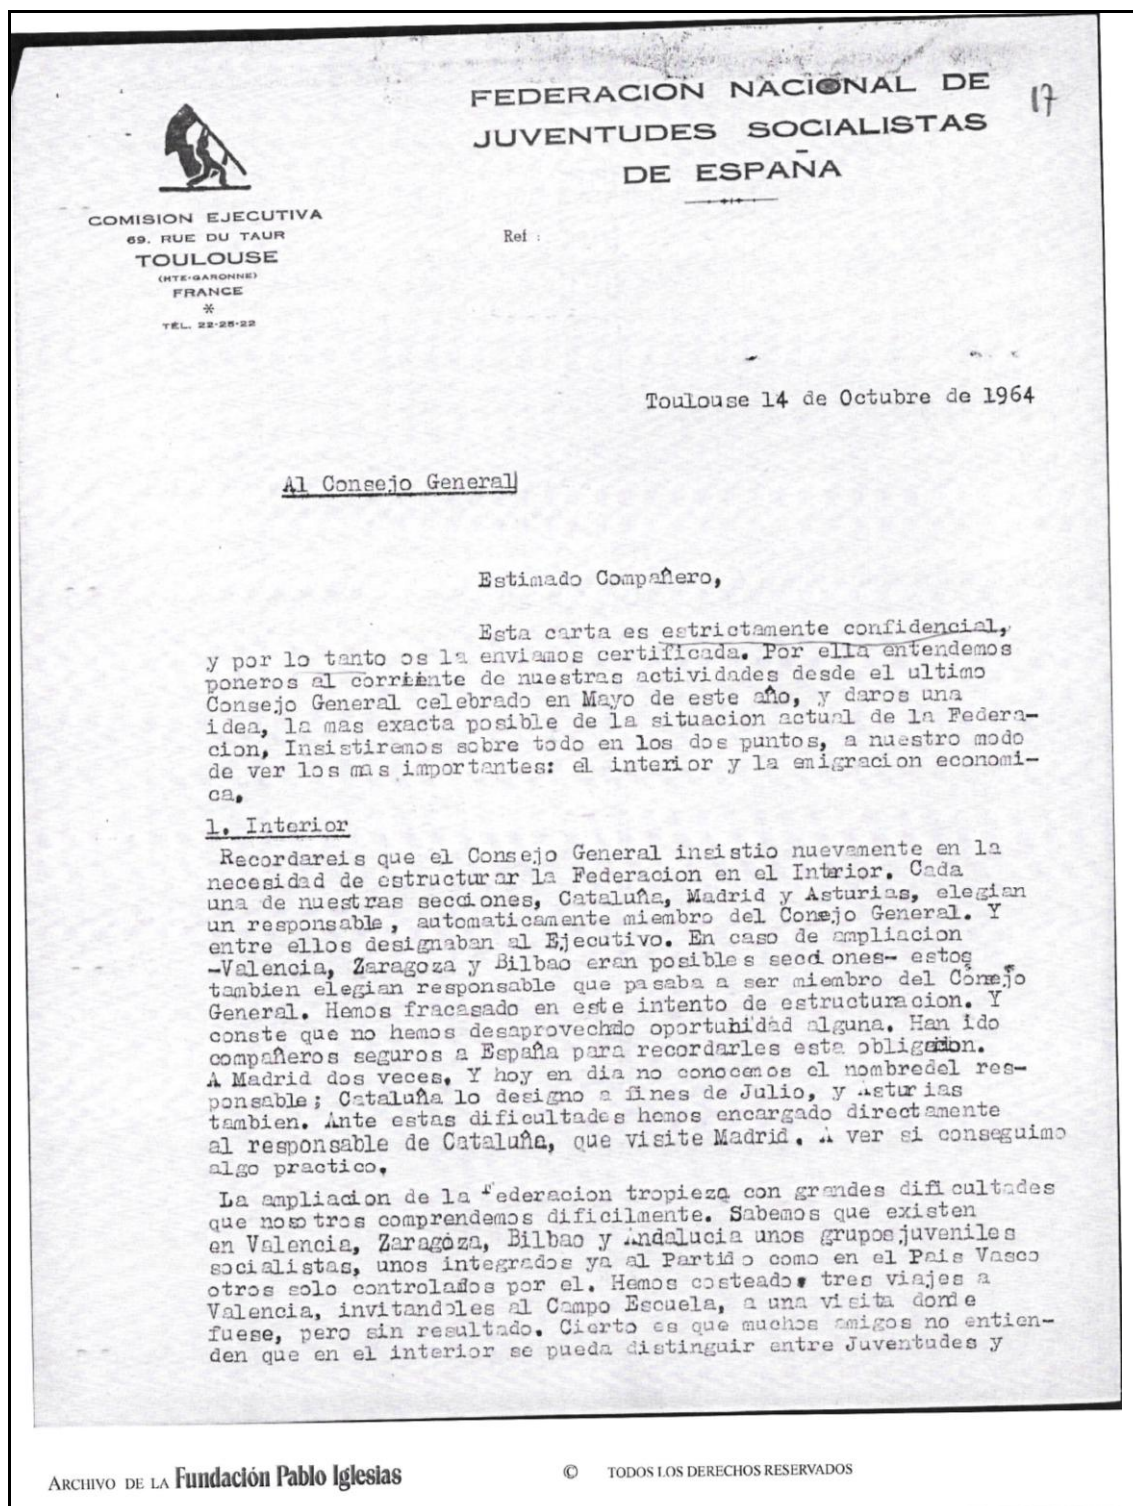 FEDERACION NACIONAL DE
JUVENTUDES SOCIALISTAS
DE ESPAÑA
17
COMISION EJECUTIVA
69. RUE DU TAUR
TOULOUSE
(HTE-GARONNE)
FRANCE
*
TÉL. 22-25-22
Ref :
Toulouse 14 de Octubre de 1964
Al Consejo General
Estimado Compañero,
Esta carta es estrictamente confidencial,
y por lo tanto os la enviamos certificada. Por ella entendemos
poneros al corriente de nuestras actividades desde el ultimo
Consejo General celebrado en Mayo de este año, y daros una
idea, la mas exacta posible de la situacion actual de la Federa-
cion, Insistiremos sobre todo en los dos puntos, a nuestro modo
de ver los mas importantes: el interior y la emigracion economi-
ca.
1. Interior
Recordareis que el Consejo General insistio nuevamente en la
necesidad de estructurar la Federacion en el Interior. Cada
una de nuestras secciones, Cataluña, Madrid y Asturias, elegian
un responsable, automaticamente miembro del Consejo General. Y
entre ellos designaban al Ejecutivo. En caso de ampliacion
-Valencia, Zaragoza y Bilbao eran posibles secciones- estos
tambien elegian responsable que pasaba a ser miembro del Consejo
General. Hemos fracasado en este intento de estructuracion. Y
conste que no hemos desaprovechdo oportunidad alguna. Han ido
compañeros seguros a España para recordarles esta obligacion.
A Madrid dos veces. Y hoy en dia no conocemos el nombredel res-
ponsable; Cataluña lo designo a fines de Julio, y Asturias
tambien. Ante estas dificultades hemos encargado directamente
al responsable de Cataluña, que visite Madrid. A ver si conseguimo
algo practico.
La ampliacion de la Federacion tropieza con grandes dificultades
que nosotros comprendemos dificilmente. Sabemos que existen
en Valencia, Zaragoza, Bilbao y Andalucia unos grupos juveniles
socialistas, unos integrados ya al Partido como en el Pais Vasco
otros solo controlados por el. Hemos costeado tres viajes a
Valencia, invitandoles al Campo Escuela, a una visita donde
fuese, pero sin resultado. Cierto es que muchos amigos no entien-
den que en el interior se pueda distinguir entre Juventudes y
ARCHIVO DE LA Fundación Pablo Iglesias
© TODOS LOS DERECHOS RESERVADOS